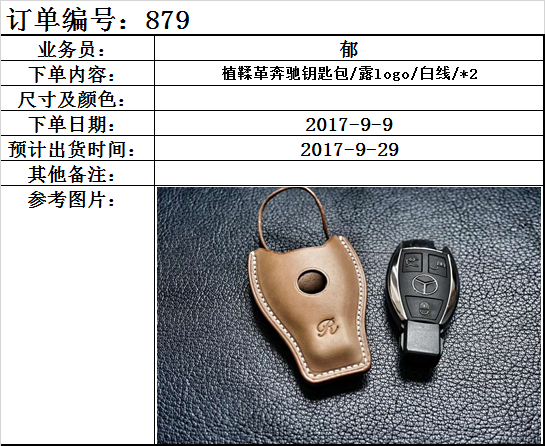 订单编号：879
业务员： 郁
下单内容： 植鞣革奔驰钥匙包/露logo/白线/*2
尺寸及颜色：
下单日期： 2017-9-9
预计出货时间： 2017-9-29
其他备注：
参考图片：
R